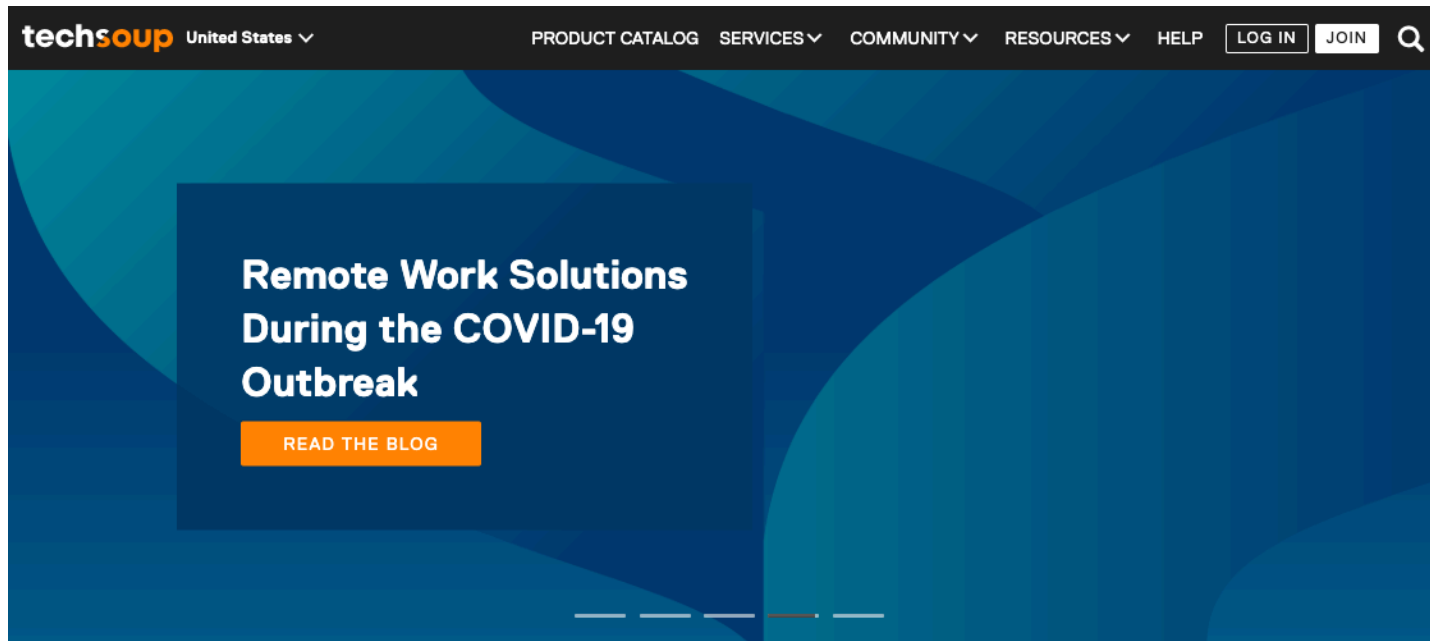 techsoup United States PRODUCT CATALOG SERVICES COMMUNITY RESOURCES HELP LOG IN JOIN
Remote Work Solutions
During the COVID-19
Outbreak
READ THE BLOG